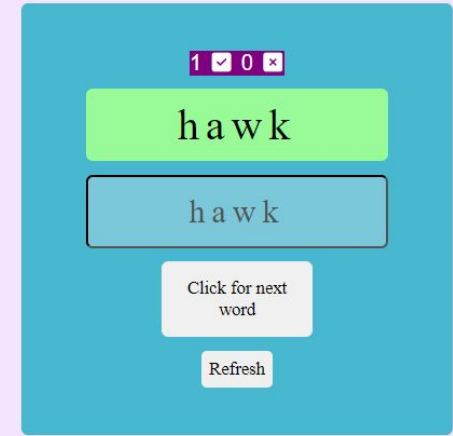 1 ✓ 0 ×
hawk
hawk
Click for next
word
Refresh